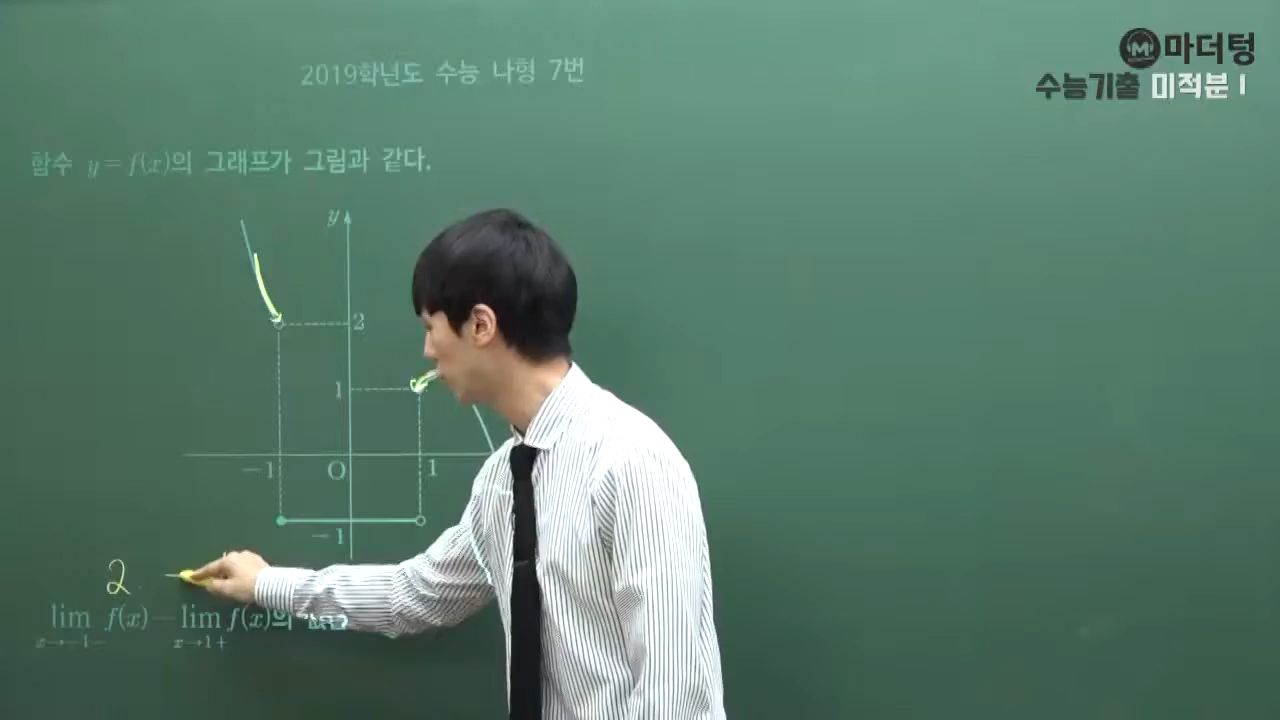 마더텅
수능기출 미적분 I
2019학년도 수능 나형 7번
함수 y=f(x)의 그래프가 그림과 같다.
y
2
1
-1 O 1
-1
2
lim f(x) - lim f(x)의 값은
x→-1- x→1+